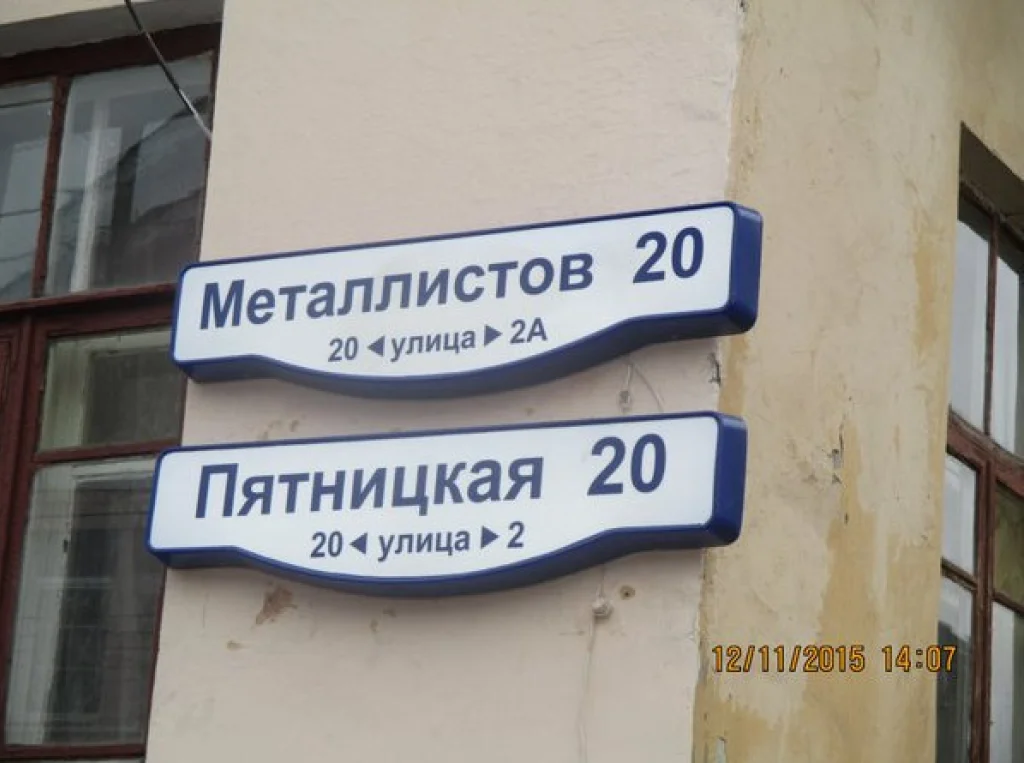 Металлистов 20
20 ◄ улица ► 2А
Пятницкая 20
20 ◄ улица ► 2
12/11/2015 14:07